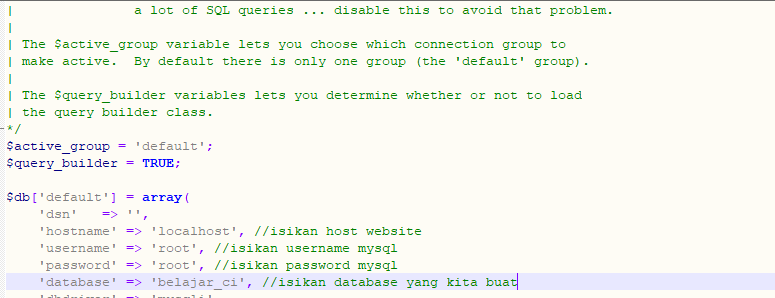 |               a lot of SQL queries ... disable this to avoid that problem.
|
| The $active_group variable lets you choose which connection group to
| make active.  By default there is only one group (the 'default' group).
|
| The $query_builder variables lets you determine whether or not to load
| the query builder class.
*/
$active_group = 'default';
$query_builder = TRUE;

$db['default'] = array(
    'dsn'   => '',
    'hostname' => 'localhost', //isikan host website
    'username' => 'root', //isikan username mysql
    'password' => 'root', //isikan password mysql
    'database' => 'belajar_ci', //isikan database yang kita buat